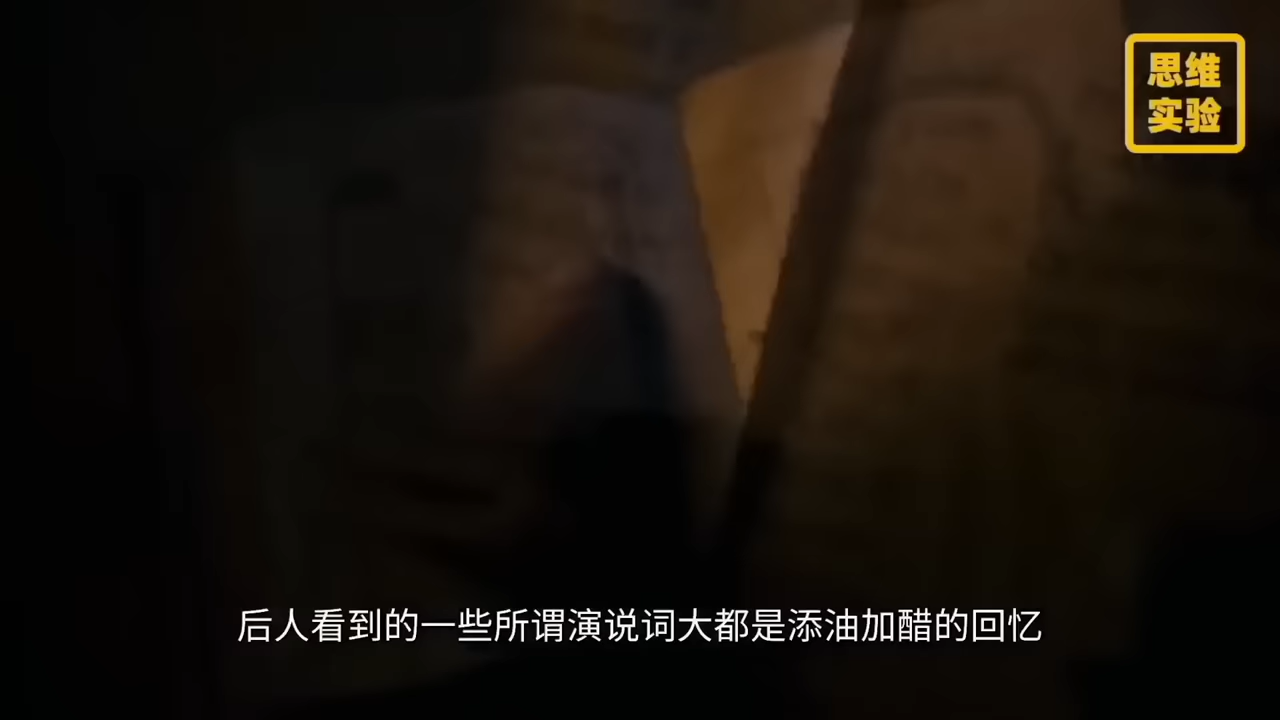 思维
实验
后人看到的一些所谓演说词大都是添油加醋的回忆